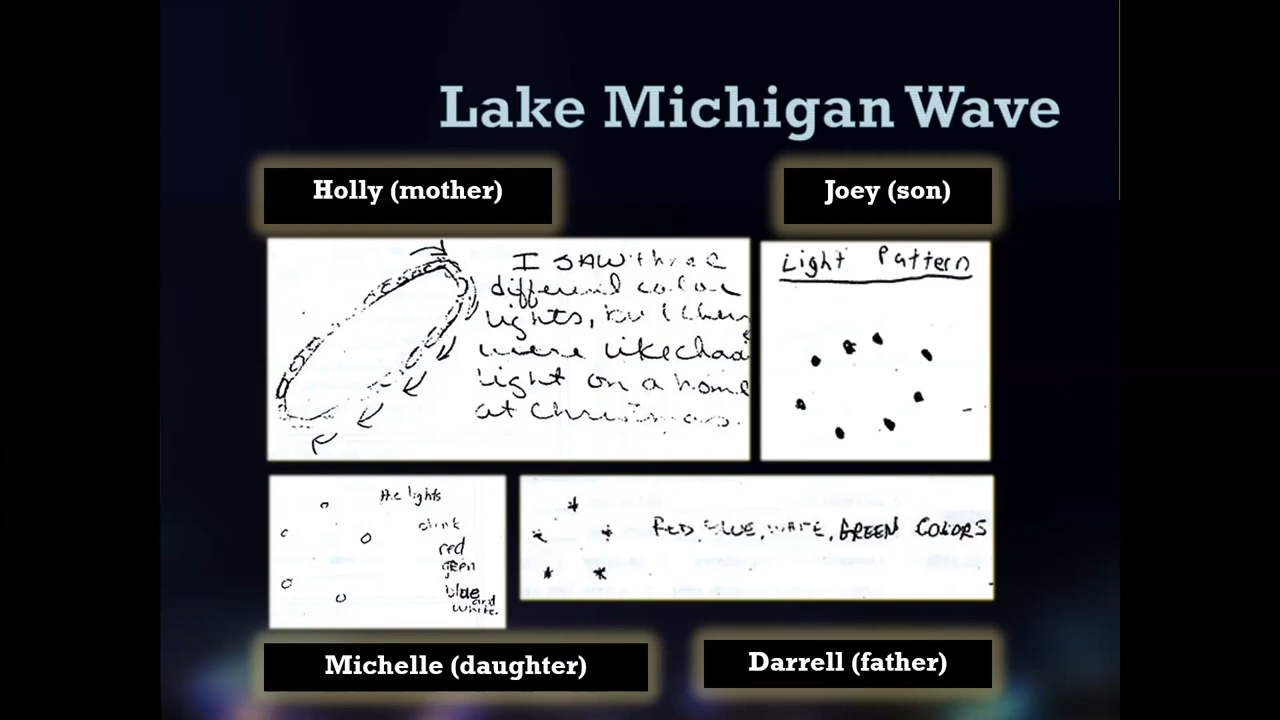 Lake Michigan Wave
Holly (mother)
Joey (son)
I SAW three
different color
lights, but
were like
light on a home
at Christmas.
Light Pattern
the lights
blink
red
green
blue
and
white.
RED, BLUE, WHITE, GREEN COLORS
Michelle (daughter)
Darrell (father)